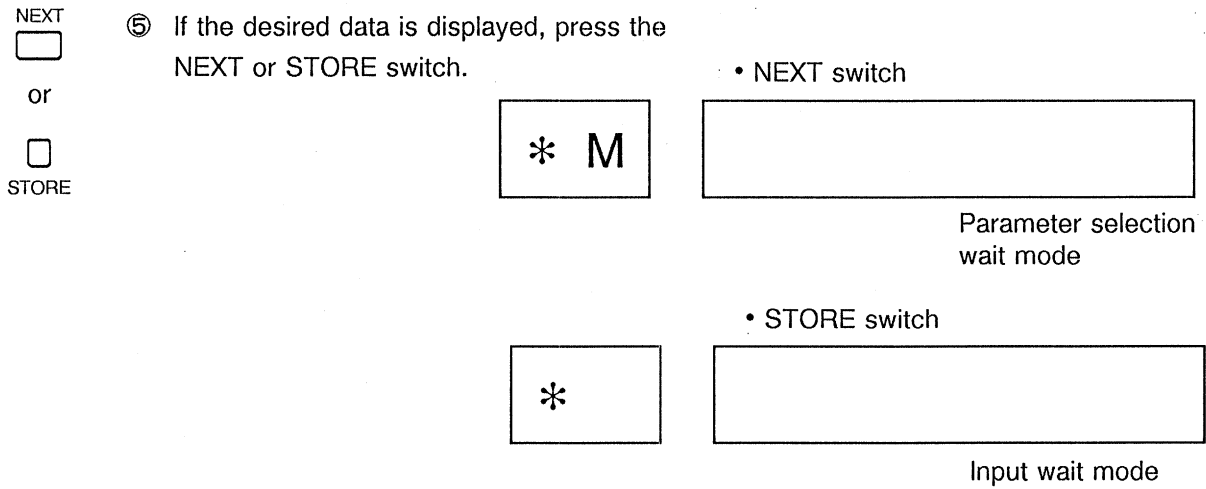 NEXT
or
STORE
⑤ If the desired data is displayed, press the
NEXT or STORE switch.
• NEXT switch
* M
Parameter selection
wait mode
• STORE switch
*
Input wait mode